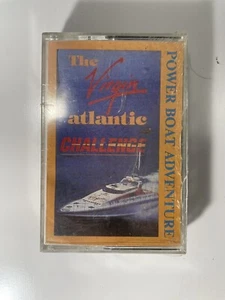 The
Virgin
atlantic
CHALLENGE
POWER BOAT ADVENTURE